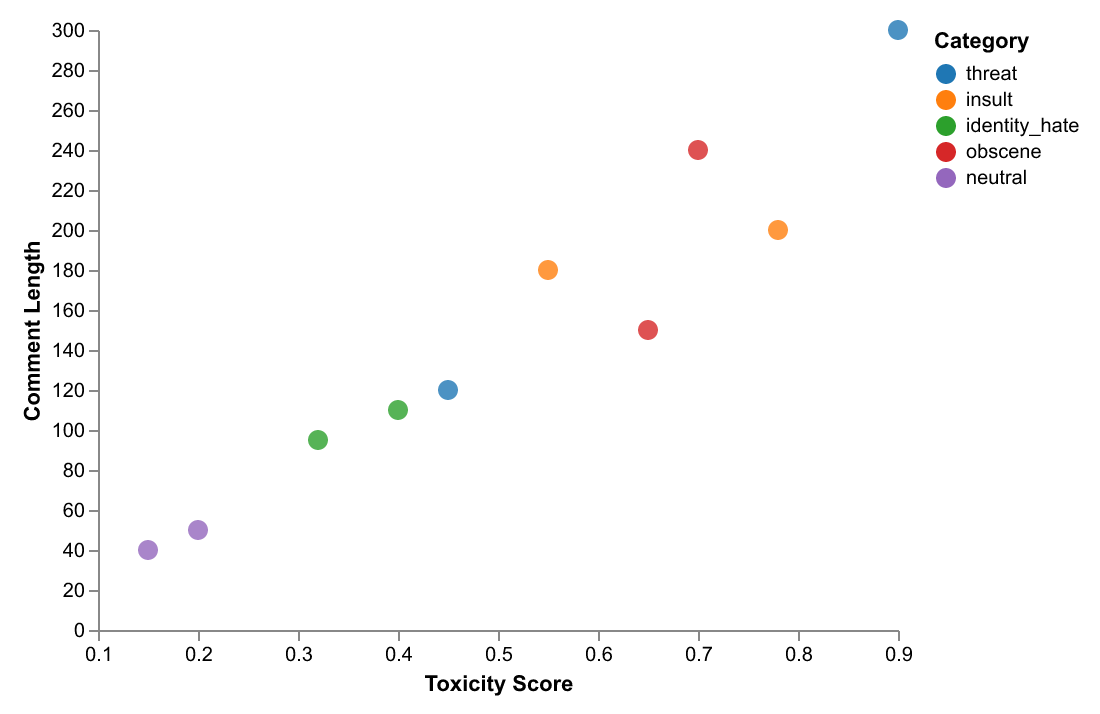 300
280
260
240
220
200
180
160
140
120
100
80
60
40
20
0
Comment Length
0.1 0.2 0.3 0.4 0.5 0.6 0.7 0.8 0.9
Toxicity Score
Category
threat
insult
identity_hate
obscene
neutral